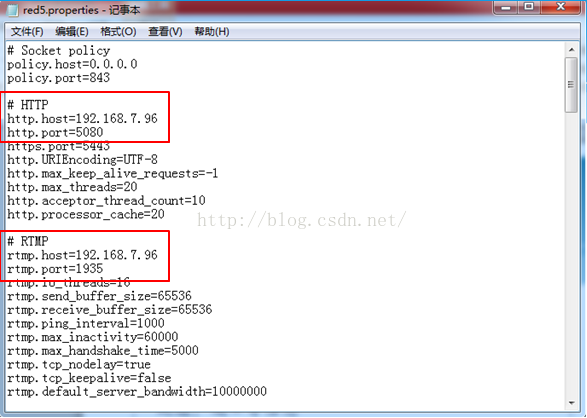 red5.properties - 记事本
文件(F) 编辑(E) 格式(O) 查看(V) 帮助(H)
# Socket policy
policy.host=0.0.0.0
policy.port=843
# HTTP
http.host=192.168.7.96
http.port=5080
https.port=5443
http.URIEncoding=UTF-8
http.max_keep_alive_requests=-1
http.max_threads=20
http.acceptor_thread_count=10
http.processor_cache=20
http://blog.csdn.net/
# RTMP
rtmp.host=192.168.7.96
rtmp.port=1935
rtmp.io_threads=16
rtmp.send_buffer_size=65536
rtmp.receive_buffer_size=65536
rtmp.ping_interval=1000
rtmp.max_inactivity=60000
rtmp.max_handshake_time=5000
rtmp.tcp_nodelay=true
rtmp.tcp_keepalive=false
rtmp.default_server_bandwidth=10000000